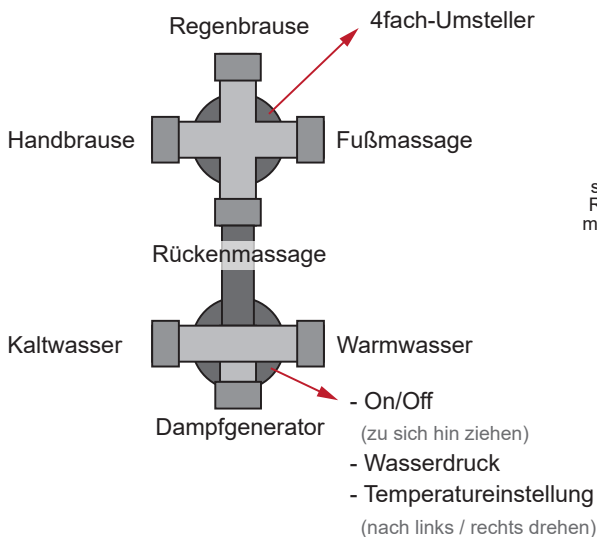 Regenbrause
4fach-Umsteller
Handbrause
Fußmassage
Rückenmassage
Kaltwasser
Warmwasser
Dampfgenerator
- On/Off
(zu sich hin ziehen)
- Wasserdruck
- Temperatureinstellung
(nach links / rechts drehen)